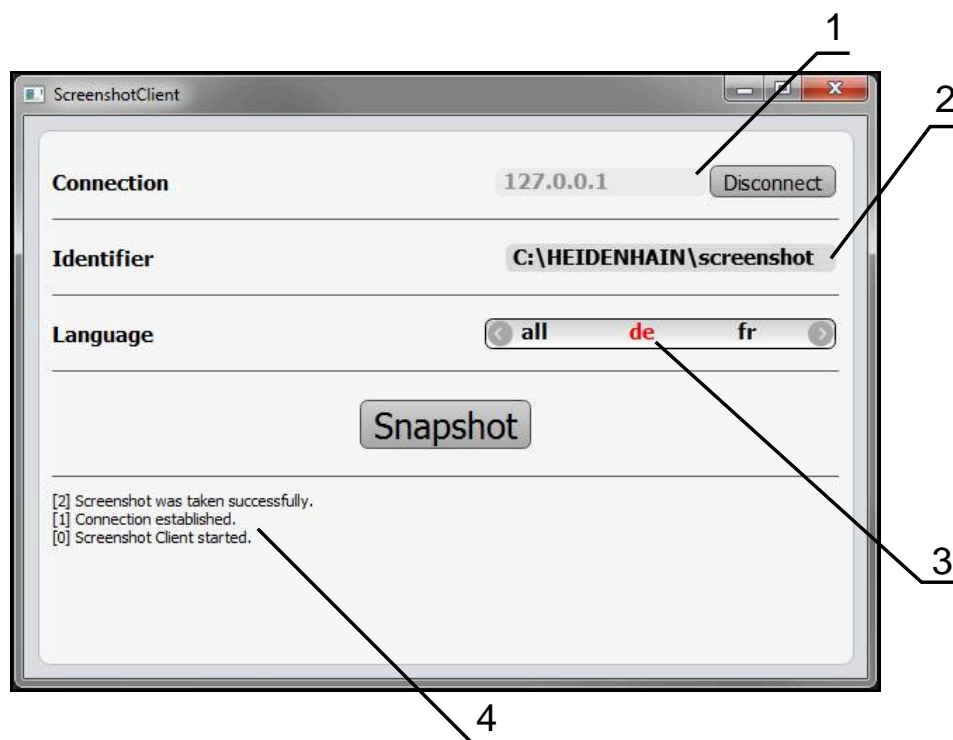 1
ScreenshotClient
2
Connection 127.0.0.1 Disconnect
Identifier C:\HEIDENHAIN\screenshot
Language all de fr
Snapshot
[2] Screenshot was taken successfully.
[1] Connection established.
[0] Screenshot Client started.
3
4